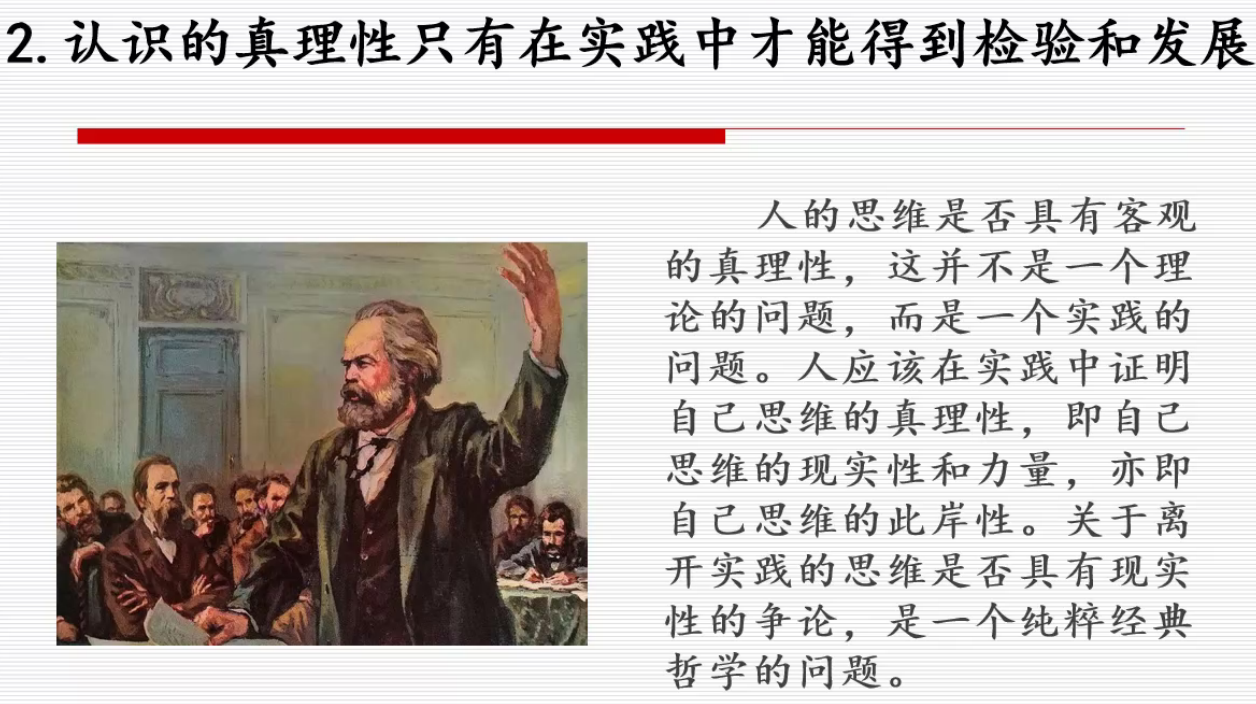 2. 认识的真理性只有在实践中才能得到检验和发展
人的思维是否具有客观
的真理性，这并不是一个理
论的问题，而是一个实践的
问题。人应该在实践中证明
自己思维的真理性，即自己
思维的现实性和力量，亦即
自己思维的此岸性。关于离
开实践的思维是否具有现实
性的争论，是一个纯粹经典
哲学的问题。